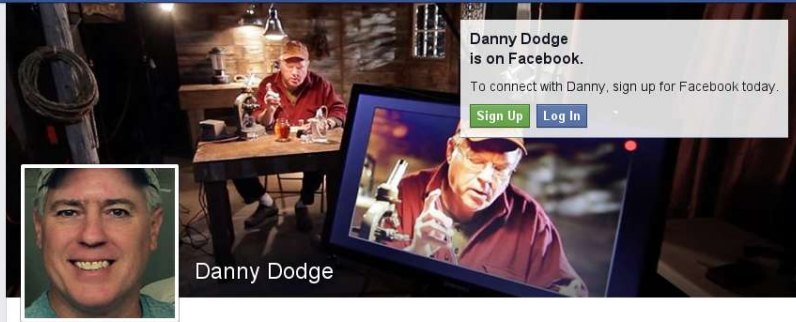 Danny Dodge
is on Facebook.
To connect with Danny, sign up for Facebook today.
Sign Up Log In
Danny Dodge